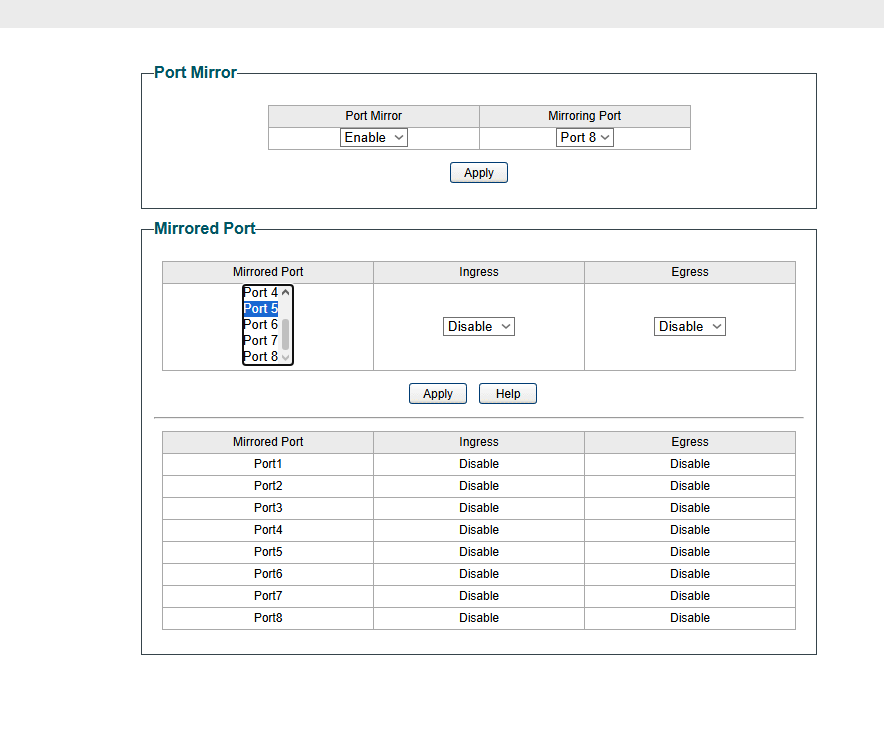 Port Mirror
Port Mirror Mirroring Port
Enable Port 8
Apply
Mirrored Port
Mirrored Port Ingress Egress
Port 4
Port 5
Port 6
Port 7
Port 8
Disable Disable
Apply Help
Mirrored Port Ingress Egress
Port1 Disable Disable
Port2 Disable Disable
Port3 Disable Disable
Port4 Disable Disable
Port5 Disable Disable
Port6 Disable Disable
Port7 Disable Disable
Port8 Disable Disable